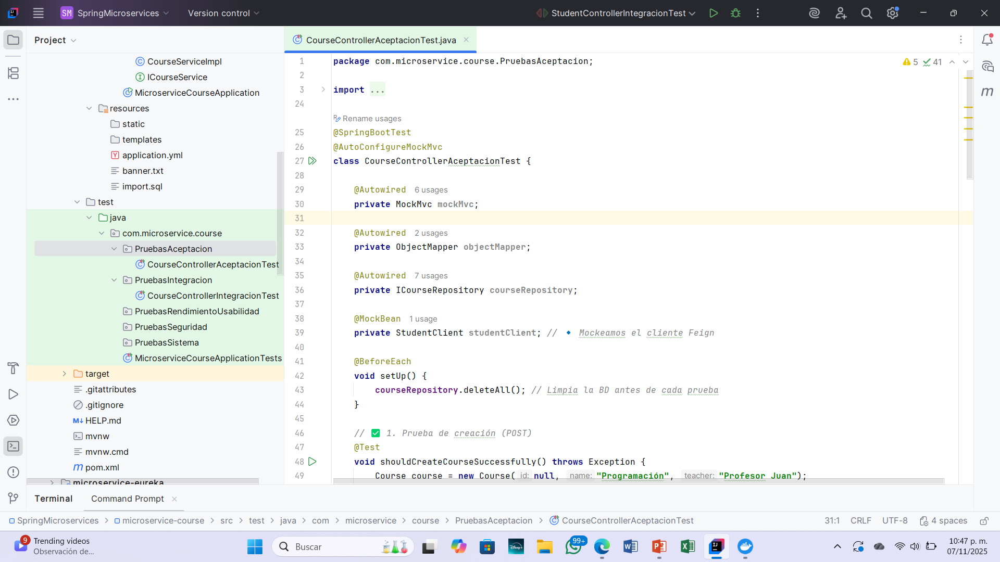 SM SpringMicroservices Version control StudentControllerIntegracionTest
Project
CourseServiceImpl
ICourseService
MicroserviceCourseApplication
resources
static
templates
application.yml
banner.txt
import.sql
test
java
com.microservice.course
PruebasAceptacion
CourseControllerAceptacionTest
PruebasIntegracion
CourseControllerIntegracionTest
PruebasRendimientoUsabilidad
PruebasSeguridad
PruebasSistema
MicroserviceCourseApplicationTests
target
.gitattributes
.gitignore
HELP.md
mvnw
mvnw.cmd
pom.xml
microservice-eureka
CourseControllerAceptacionTest.java
5 41
1 package com.microservice.course.PruebasAceptacion;
2
3 import ...
24
Rename usages
25 @SpringBootTest
26 @AutoConfigureMockMvc
27 class CourseControllerAceptacionTest {
28
29 @Autowired 6 usages
30 private MockMvc mockMvc;
31
32 @Autowired 2 usages
33 private ObjectMapper objectMapper;
34
35 @Autowired 7 usages
36 private ICourseRepository courseRepository;
37
38 @MockBean 1 usage
39 private StudentClient studentClient; // 🔹 Mockeamos el cliente Feign
40
41 @BeforeEach
42 void setUp() {
43 courseRepository.deleteAll(); // Limpia la BD antes de cada prueba
44 }
45
46 // ✅ 1. Prueba de creación (POST)
47 @Test
48 void shouldCreateCourseSuccessfully() throws Exception {
49 Course course = new Course( id: null, name: "Programación", teacher: "Profesor Juan");
Terminal Command Prompt
SpringMicroservices > microservice-course > src > test > java > com > microservice > course > PruebasAceptacion > CourseControllerAceptacionTest 31:1 CRLF UTF-8 4 spaces
9 Trending videos
Observación de...
Buscar
99+
10:47 p. m.
07/11/2025